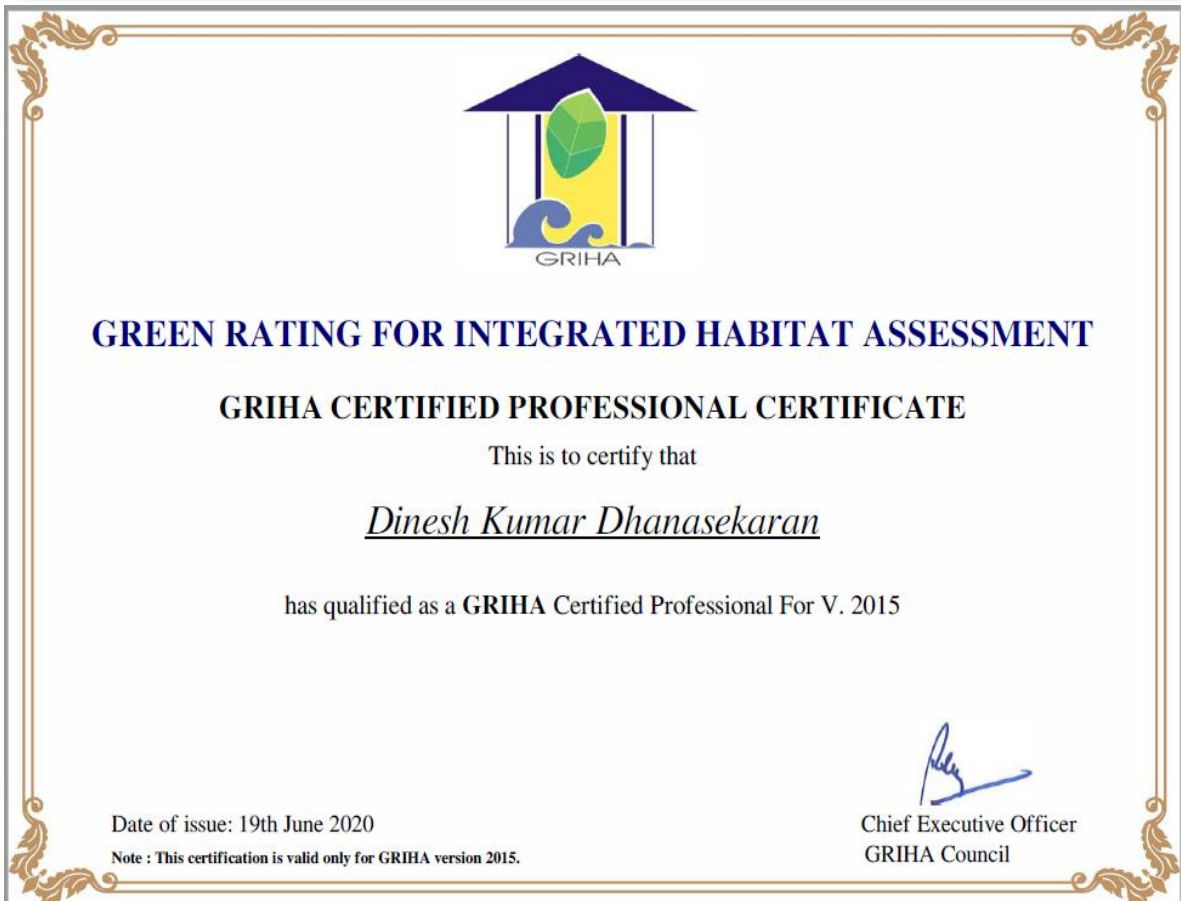 GRIHA
GREEN RATING FOR INTEGRATED HABITAT ASSESSMENT
GRIHA CERTIFIED PROFESSIONAL CERTIFICATE
This is to certify that
Dinesh Kumar Dhanasekaran
has qualified as a GRIHA Certified Professional For V. 2015
Date of issue: 19th June 2020
Note : This certification is valid only for GRIHA version 2015.
Chief Executive Officer
GRIHA Council